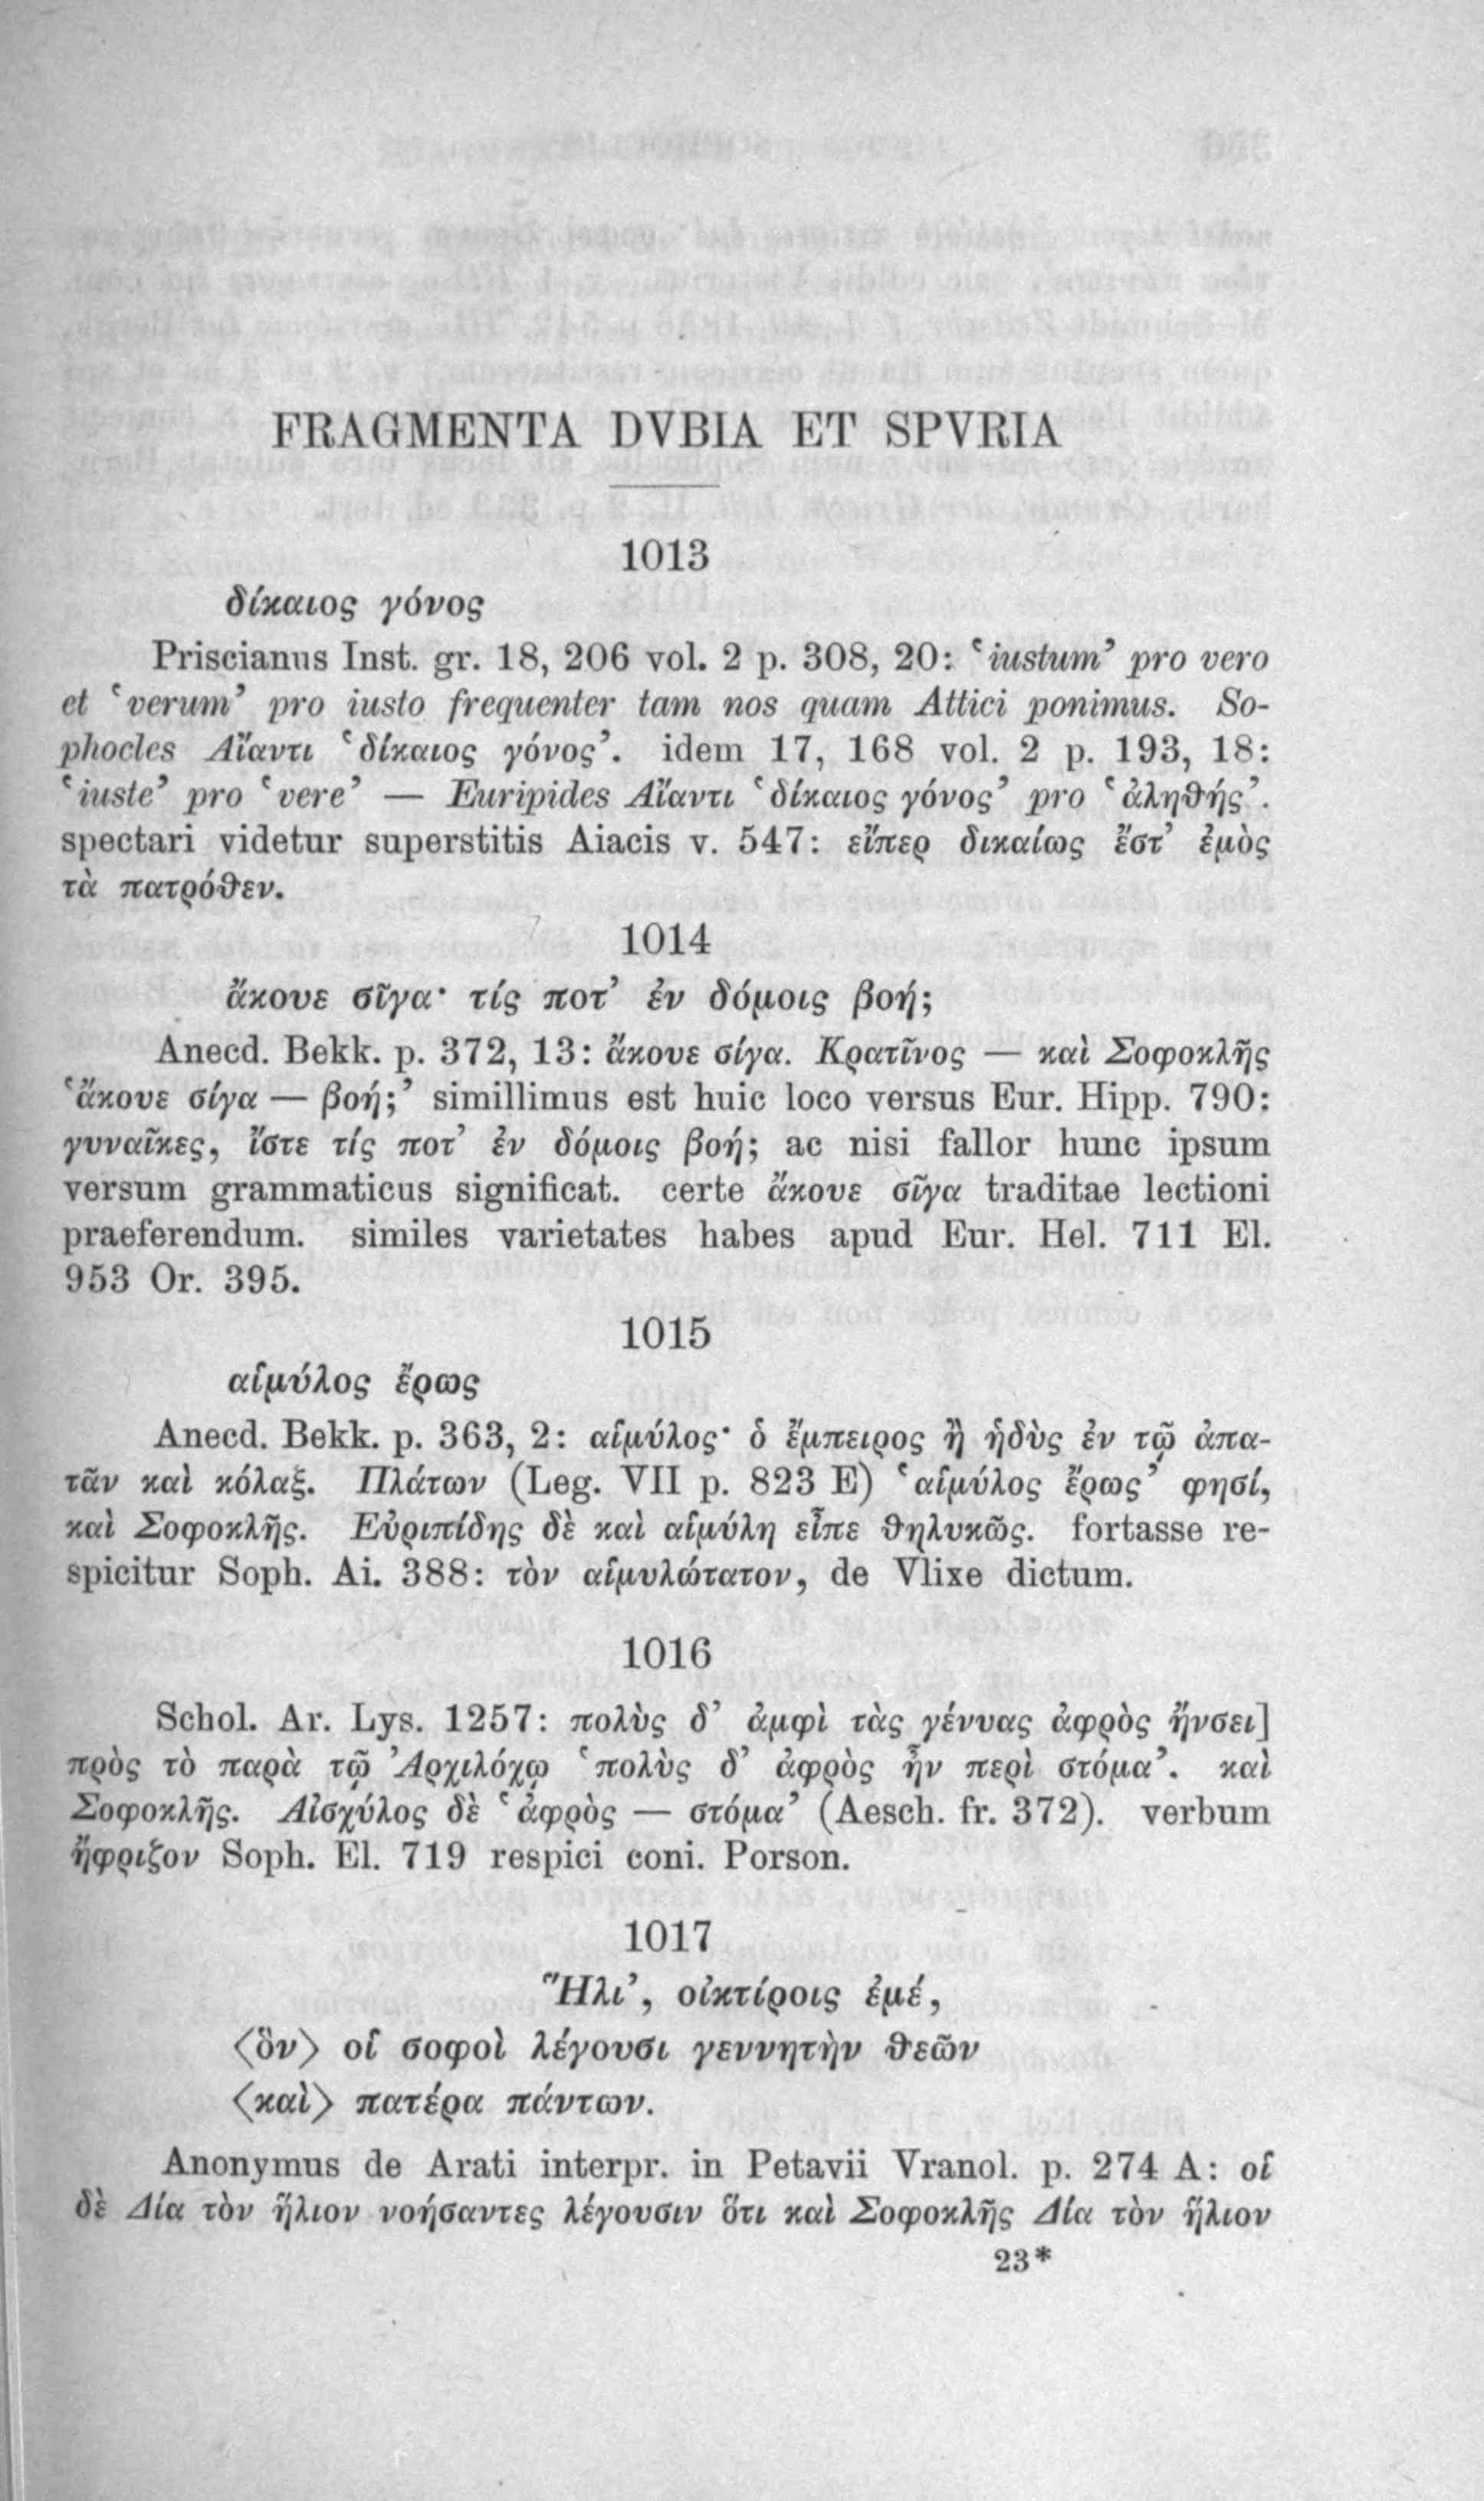 FRAGMENTA DVBIA ET SPVRIA
1013
δίκαιος γόνος
Priscianus Inst. gr. 18, 206 vol. 2 p. 308, 20: ‘iustum’ pro vero
et ‘verum’ pro iusto frequenter tam nos quam Attici ponimus. So-
phocles Αἴαντι ‘δίκαιος γόνος’. idem 17, 168 vol. 2 p. 193, 18:
‘iuste’ pro ‘vere’ — Euripides Αἴαντι ‘δίκαιος γόνος’ pro ‘ἀληθής’.
spectari videtur superstitis Aiacis v. 547: εἴπερ δικαίως ἔστ’ ἐμὸς
τὰ πατρόθεν.
1014
ἄκουε σῖγα· τίς ποτ’ ἐν δόμοις βοή;
Anecd. Bekk. p. 372, 13: ἄκουε σίγα. Κρατῖνος — καὶ Σοφοκλῆς
‘ἄκουε σίγα — βοή;’ simillimus est huic loco versus Eur. Hipp. 790:
γυναῖκες, ἴστε τίς ποτ’ ἐν δόμοις βοή; ac nisi fallor hunc ipsum
versum grammaticus significat. certe ἄκουε σῖγα traditae lectioni
praeferendum. similes varietates habes apud Eur. Hel. 711 El.
953 Or. 395.
1015
αἱμύλος ἔρως
Anecd. Bekk. p. 363, 2: αἱμύλος· ὁ ἔμπειρος ἢ ἡδὺς ἐν τῷ ἀπα-
τᾶν καὶ κόλαξ. Πλάτων (Leg. VII p. 823 E) ‘αἱμύλος ἔρως’ φησί,
καὶ Σοφοκλῆς. Εὐριπίδης δὲ καὶ αἱμύλη εἶπε θηλυκῶς. fortasse re-
spicitur Soph. Ai. 388: τὸν αἱμυλώτατον, de Vlixe dictum.
1016
Schol. Ar. Lys. 1257: πολὺς δ’ ἀμφὶ τὰς γέννας ἀφρὸς ἤνσει]
πρὸς τὸ παρὰ τῷ Ἀρχιλόχῳ ‘πολὺς δ’ ἀφρὸς ἦν περὶ στόμα’. καὶ
Σοφοκλῆς. Αἰσχύλος δὲ ‘ἀφρὸς — στόμα’ (Aesch. fr. 372). verbum
ἤφριζον Soph. El. 719 respici coni. Porson.
1017
Ἥλι’, οἰκτίροις ἐμέ,
⟨ὃν⟩ οἱ σοφοὶ λέγουσι γεννητὴν θεῶν
⟨καὶ⟩ πατέρα πάντων.
Anonymus de Arati interpr. in Petavii Vranol. p. 274 A: οἱ
δὲ Δία τὸν ἥλιον νοήσαντες λέγουσιν ὅτι καὶ Σοφοκλῆς Δία τὸν ἥλιον
23*